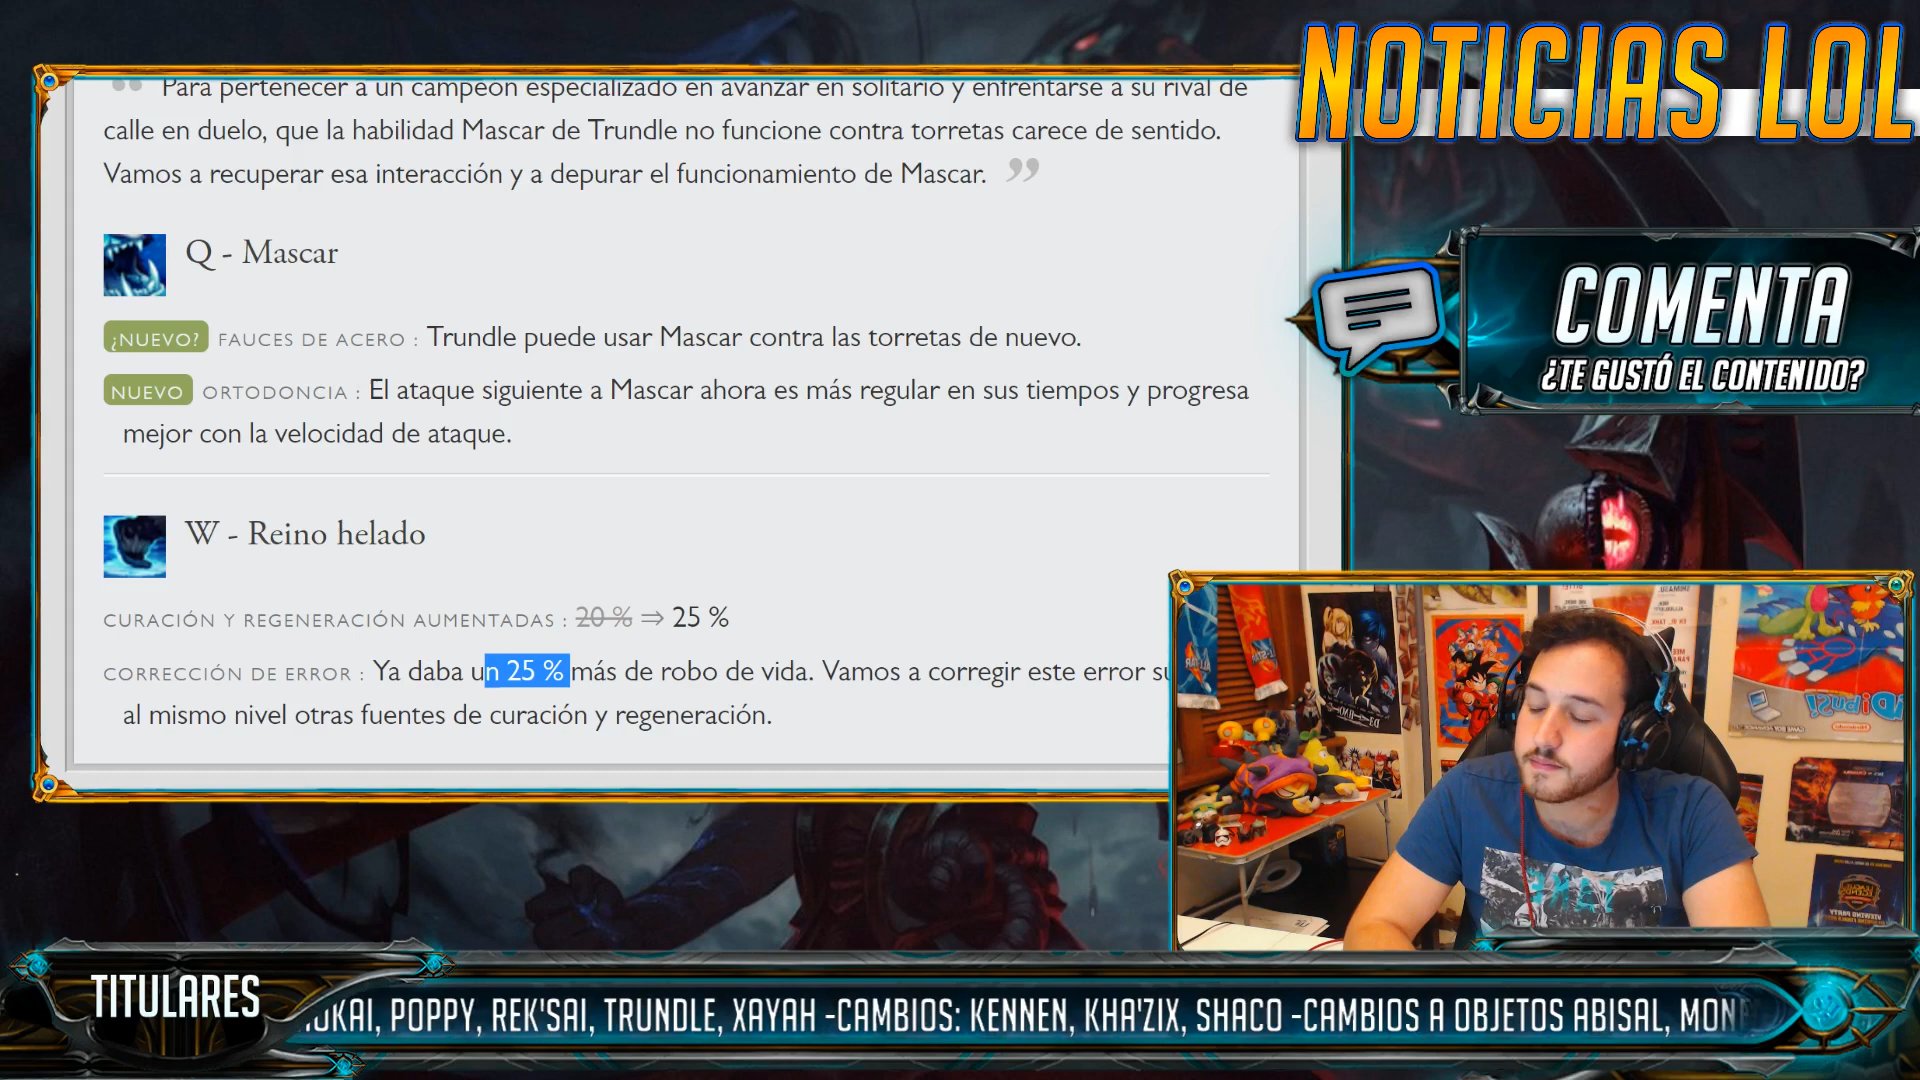 NOTICIAS LOL
Para pertenecer a un campeón especializado en avanzar en solitario y enfrentarse a su rival de
calle en duelo, que la habilidad Mascar de Trundle no funcione contra torretas carece de sentido.
Vamos a recuperar esa interacción y a depurar el funcionamiento de Mascar. ”
Q - Mascar
¿NUEVO? FAUCES DE ACERO : Trundle puede usar Mascar contra las torretas de nuevo.
NUEVO ORTODONCIA : El ataque siguiente a Mascar ahora es más regular en sus tiempos y progresa
mejor con la velocidad de ataque.
W - Reino helado
CURACIÓN Y REGENERACIÓN AUMENTADAS : 20 % ⇒ 25 %
CORRECCIÓN DE ERROR : Ya daba un 25 % más de robo de vida. Vamos a corregir este error
al mismo nivel otras fuentes de curación y regeneración.
COMENTA
¿TE GUSTÓ EL CONTENIDO?
TITULARES
POPPY, REK'SAI, TRUNDLE, XAYAH -CAMBIOS: KENNEN, KHA'ZIX, SHACO -CAMBIOS A OBJETOS ABISAL,